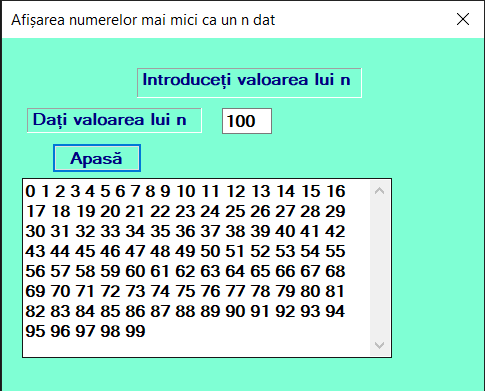 Afișarea numerelor mai mici ca un n dat
Introduceți valoarea lui n
Dați valoarea lui n 100
Apasă
0 1 2 3 4 5 6 7 8 9 10 11 12 13 14 15 16
17 18 19 20 21 22 23 24 25 26 27 28 29
30 31 32 33 34 35 36 37 38 39 40 41 42
43 44 45 46 47 48 49 50 51 52 53 54 55
56 57 58 59 60 61 62 63 64 65 66 67 68
69 70 71 72 73 74 75 76 77 78 79 80 81
82 83 84 85 86 87 88 89 90 91 92 93 94
95 96 97 98 99